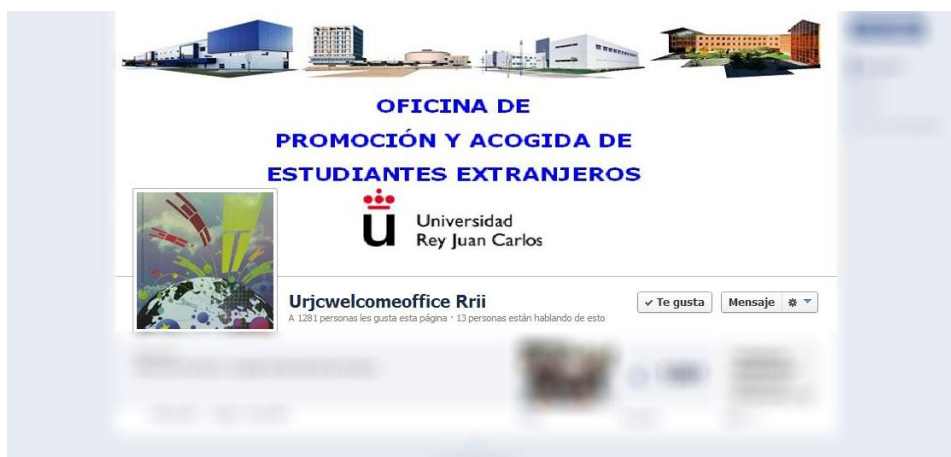 OFICINA DE
PROMOCIÓN Y ACOGIDA DE
ESTUDIANTES EXTRANJEROS
ü Universidad
Rey Juan Carlos
Urjcwelcomeoffice Rrii
A 1281 personas les gusta esta página · 13 personas están hablando de esto
✓ Te gusta
Mensaje